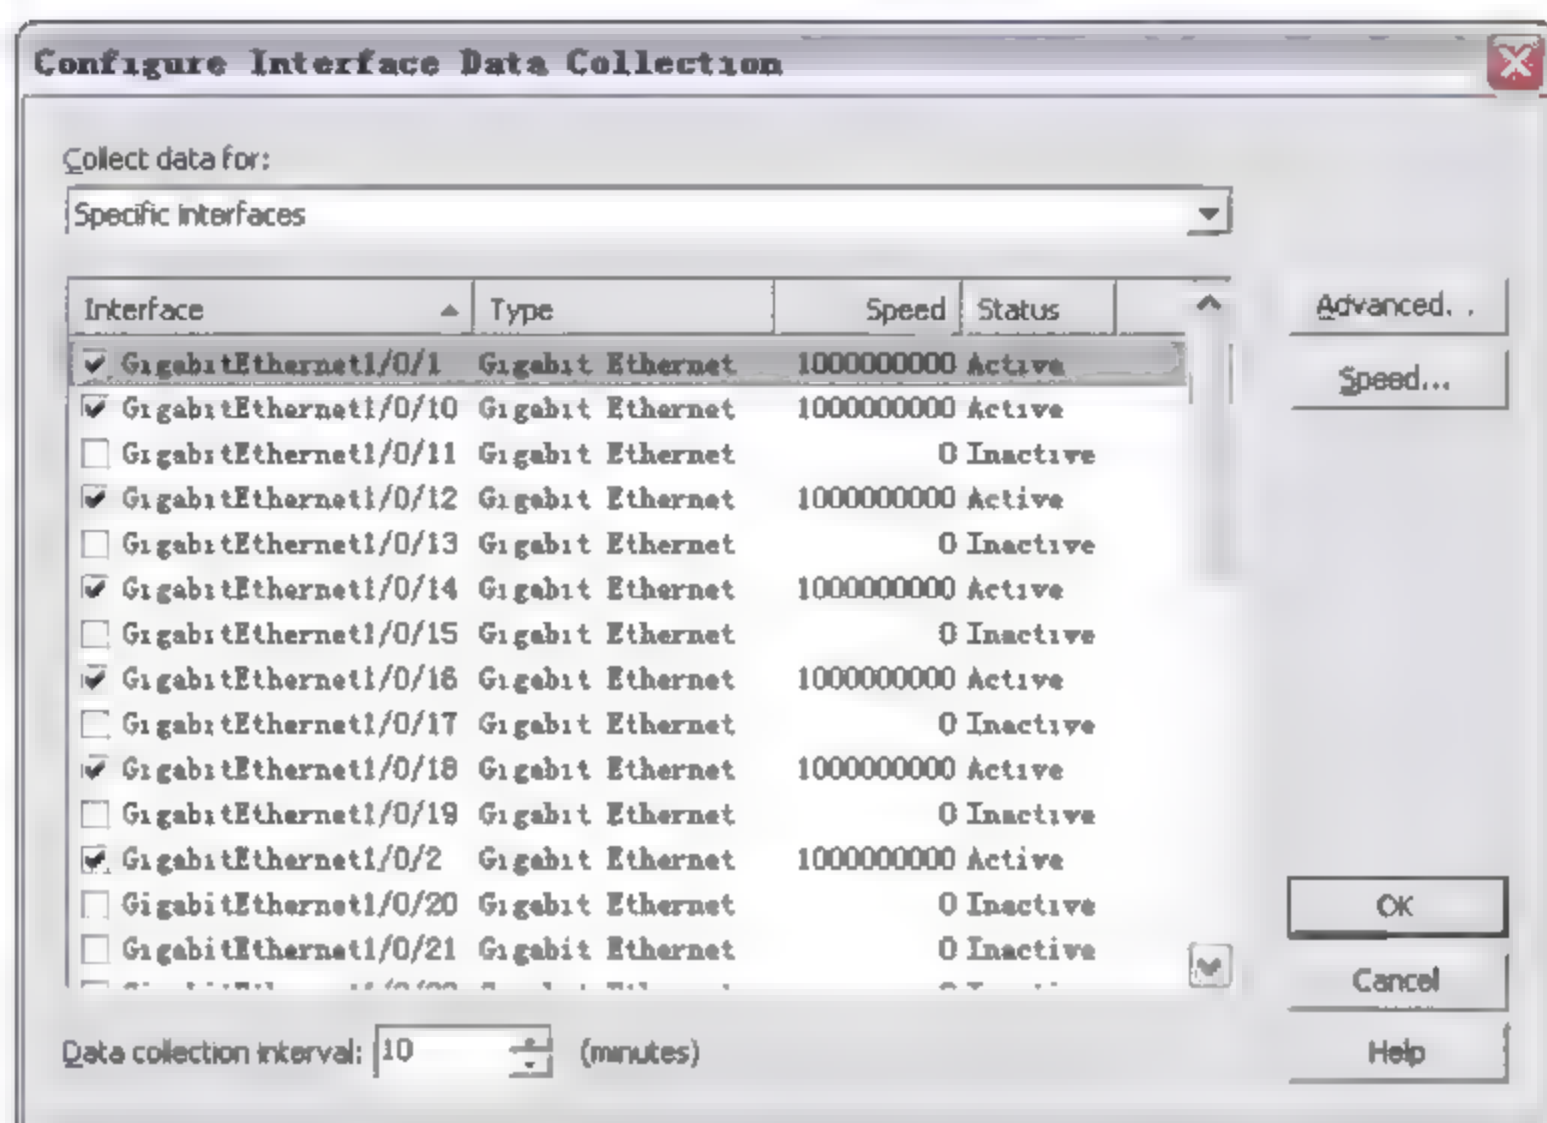 Configure Interface Data Collection
Collect data for:
Specific interfaces
Interface Type Speed Status
GigabitEthernet1/0/1 Gigabit Ethernet 1000000000 Active
GigabitEthernet1/0/10 Gigabit Ethernet 1000000000 Active
GigabitEthernet1/0/11 Gigabit Ethernet 0 Inactive
GigabitEthernet1/0/12 Gigabit Ethernet 1000000000 Active
GigabitEthernet1/0/13 Gigabit Ethernet 0 Inactive
GigabitEthernet1/0/14 Gigabit Ethernet 1000000000 Active
GigabitEthernet1/0/15 Gigabit Ethernet 0 Inactive
GigabitEthernet1/0/16 Gigabit Ethernet 1000000000 Active
GigabitEthernet1/0/17 Gigabit Ethernet 0 Inactive
GigabitEthernet1/0/18 Gigabit Ethernet 1000000000 Active
GigabitEthernet1/0/19 Gigabit Ethernet 0 Inactive
GigabitEthernet1/0/2 Gigabit Ethernet 1000000000 Active
GigabitEthernet1/0/20 Gigabit Ethernet 0 Inactive
GigabitEthernet1/0/21 Gigabit Ethernet 0 Inactive
Data collection interval: 10 (minutes)
Advanced...
Speed...
OK
Cancel
Help